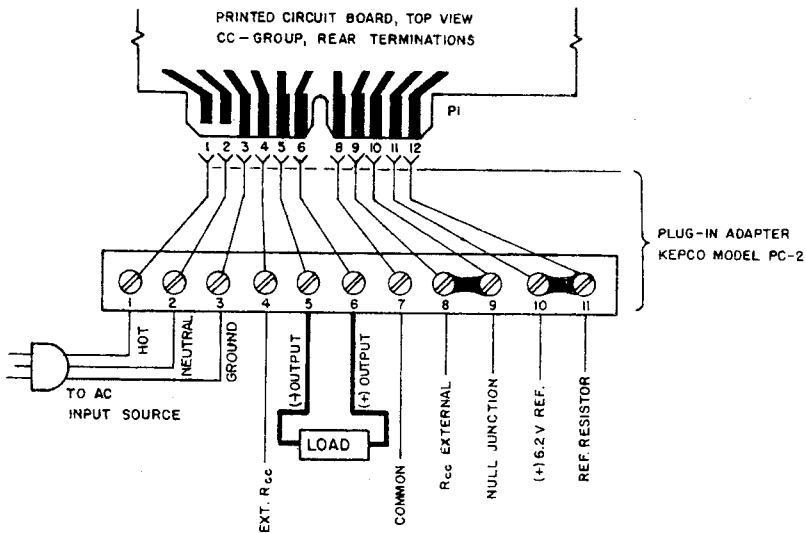 PRINTED CIRCUIT BOARD, TOP VIEW
CC-GROUP, REAR TERMINATIONS
P1
1 2 3 4 5 6 8 9 10 11 12
PLUG-IN ADAPTER
KEPCO MODEL PC-2
1 2 3 4 5 6 7 8 9 10 11
HOT
NEUTRAL
GROUND
TO AC
INPUT SOURCE
EXT. Rcc
(-) OUTPUT
(+) OUTPUT
LOAD
COMMON
Rcc EXTERNAL
NULL JUNCTION
(+) 6.2 V REF.
REF. RESISTOR